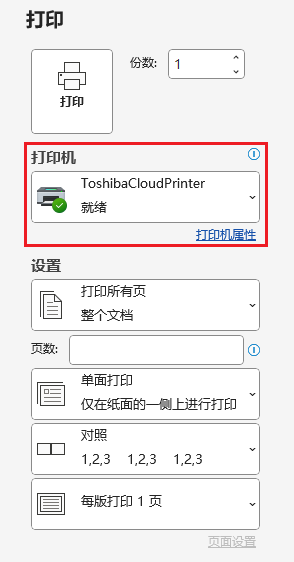 打印
份数: 1
打印
打印机
ToshibaCloudPrinter
就绪
打印机属性
设置
打印所有页
整个文档
页数:
单面打印
仅在纸面的一侧上进行打印
对照
1,2,3 1,2,3 1,2,3
每版打印 1 页
页面设置